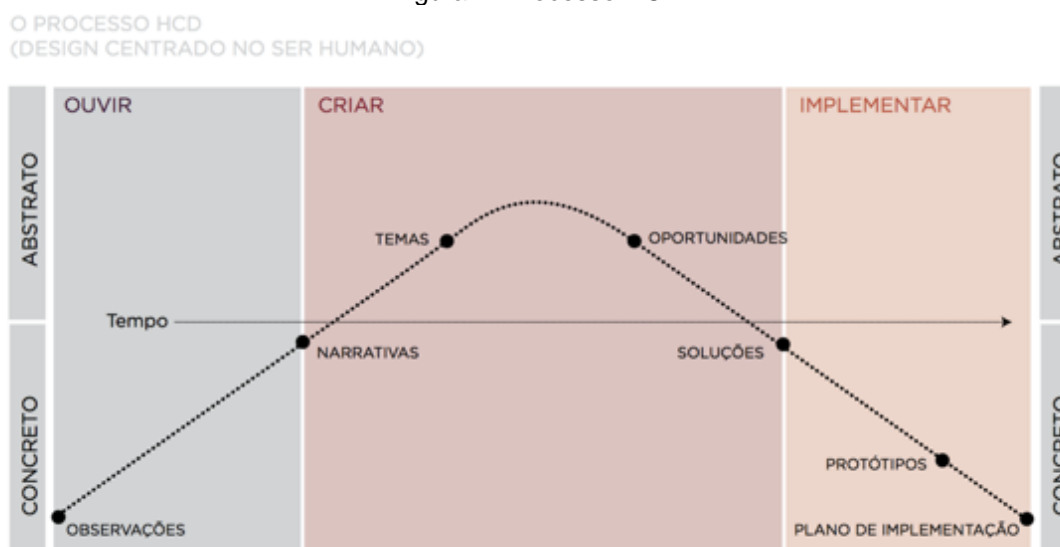 O PROCESSO HCD
(DESIGN CENTRADO NO SER HUMANO)
OUVIR
CRIAR
IMPLEMENTAR
ABSTRATO
ABSTRATO
TEMAS
OPORTUNIDADES
Tempo
NARRATIVAS
SOLUÇÕES
CONCRETO
CONCRETO
PROTÓTIPOS
OBSERVAÇÕES
PLANO DE IMPLEMENTAÇÃO